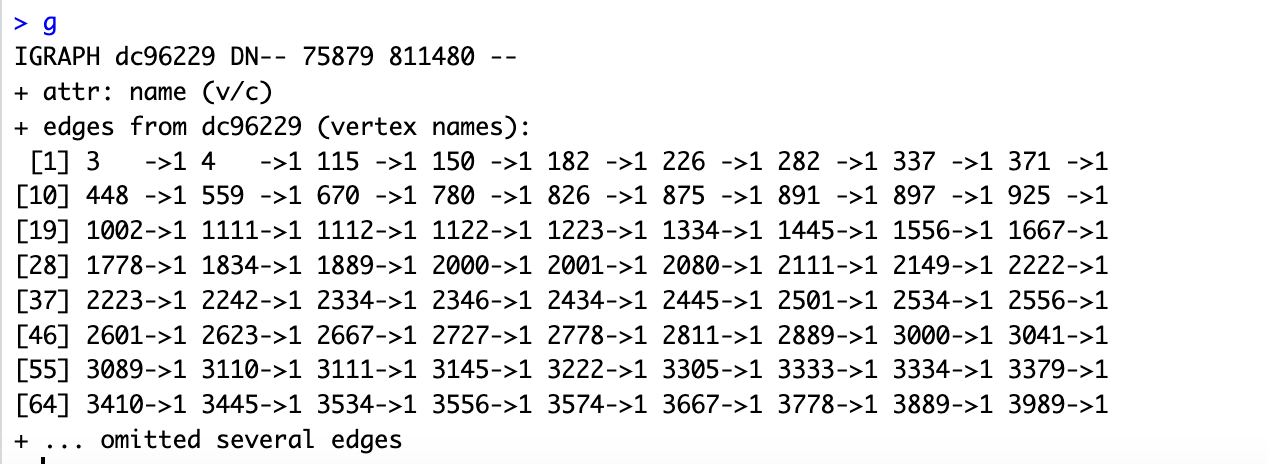 > g
IGRAPH dc96229 DN-- 75879 811480 --
+ attr: name (v/c)
+ edges from dc96229 (vertex names):
 [1] 3   ->1 4   ->1 115 ->1 150 ->1 182 ->1 226 ->1 282 ->1 337 ->1 371 ->1
[10] 448 ->1 559 ->1 670 ->1 780 ->1 826 ->1 875 ->1 891 ->1 897 ->1 925 ->1
[19] 1002->1 1111->1 1112->1 1122->1 1223->1 1334->1 1445->1 1556->1 1667->1
[28] 1778->1 1834->1 1889->1 2000->1 2001->1 2080->1 2111->1 2149->1 2222->1
[37] 2223->1 2242->1 2334->1 2346->1 2434->1 2445->1 2501->1 2534->1 2556->1
[46] 2601->1 2623->1 2667->1 2727->1 2778->1 2811->1 2889->1 3000->1 3041->1
[55] 3089->1 3110->1 3111->1 3145->1 3222->1 3305->1 3333->1 3334->1 3379->1
[64] 3410->1 3445->1 3534->1 3556->1 3574->1 3667->1 3778->1 3889->1 3989->1
+ ... omitted several edges